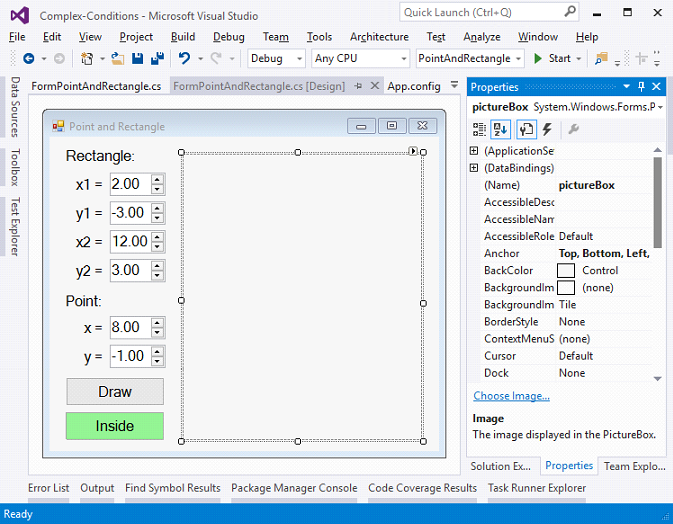 Complex-Conditions - Microsoft Visual Studio
Quick Launch (Ctrl+Q)
File Edit View Project Build Debug Team Tools Architecture Test Analyze Window Help
Debug Any CPU PointAndRectangle Start
Data Sources
Toolbox
Test Explorer
FormPointAndRectangle.cs FormPointAndRectangle.cs [Design] App.config
Point and Rectangle
Rectangle:
x1 = 2.00
y1 = -3.00
x2 = 12.00
y2 = 3.00
Point:
x = 8.00
y = -1.00
Draw
Inside
Properties
pictureBox System.Windows.Forms.P
(ApplicationSe
(DataBindings)
(Name) pictureBox
AccessibleDesc
AccessibleNam
AccessibleRole Default
Anchor Top, Bottom, Left,
BackColor Control
BackgroundIm (none)
BackgroundIm Tile
BorderStyle None
ContextMenuS (none)
Cursor Default
Dock None
Choose Image...
Image
The image displayed in the PictureBox.
Solution Ex... Properties Team Explo...
Error List Output Find Symbol Results Package Manager Console Code Coverage Results Task Runner Explorer
Ready